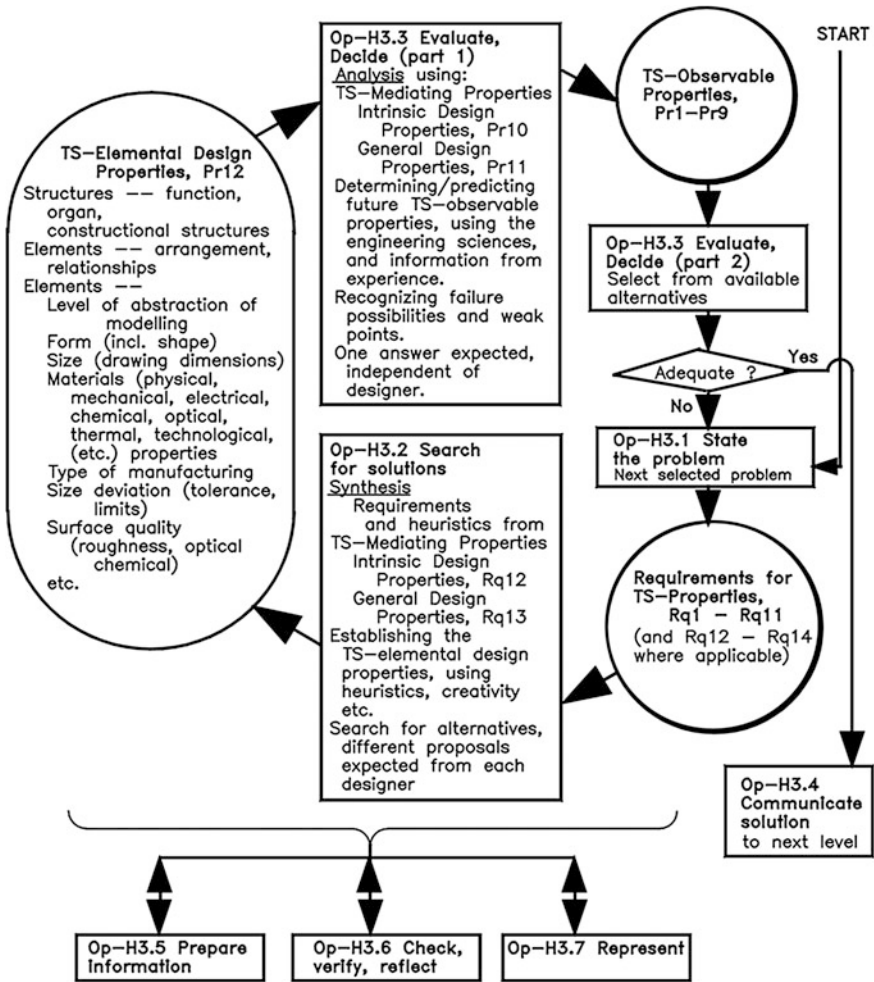 START
Op-H3.3 Evaluate,
Decide (part 1)
Analysis using:
TS-Mediating Properties
Intrinsic Design
Properties, Pr10
General Design
Properties, Pr11
Determining/predicting
future TS-observable
properties, using the
engineering sciences,
and information from
experience.
Recognizing failure
possibilities and weak
points.
One answer expected,
independent of
designer.
TS-Observable
Properties,
Pr1-Pr9
TS-Elemental Design
Properties, Pr12
Structures -- function,
organ,
constructional structures
Elements -- arrangement,
relationships
Elements --
Level of abstraction of
modelling
Form (incl. shape)
Size (drawing dimensions)
Materials (physical,
mechanical, electrical,
chemical, optical,
thermal, technological,
(etc.) properties
Type of manufacturing
Size deviation (tolerance,
limits)
Surface quality
(roughness, optical
chemical)
etc.
Op-H3.3 Evaluate,
Decide (part 2)
Select from available
alternatives
Adequate ?
Yes
No
Op-H3.1 State
the problem
Next selected problem
Requirements for
TS-Properties,
Rq1 - Rq11
(and Rq12 - Rq14
where applicable)
Op-H3.2 Search
for solutions
Synthesis
Requirements
and heuristics from
TS-Mediating Properties
Intrinsic Design
Properties, Rq12
General Design
Properties, Rq13
Establishing the
TS-elemental design
properties, using
heuristics, creativity
etc.
Search for alternatives,
different proposals
expected from each
designer
Op-H3.4
Communicate
solution
to next level
Op-H3.5 Prepare
information
Op-H3.6 Check,
verify, reflect
Op-H3.7 Represent